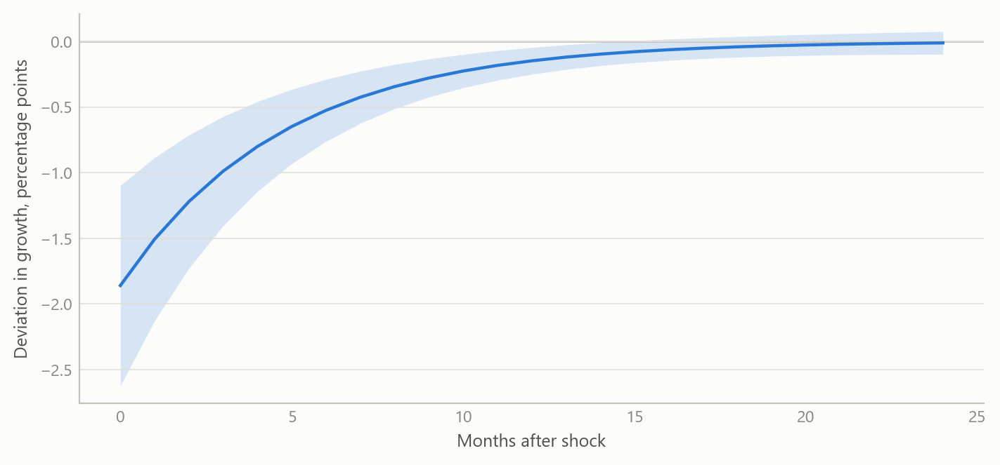 Deviation in growth, percentage points
0.0
−0.5
−1.0
−1.5
−2.0
−2.5
0 5 10 15 20 25
Months after shock